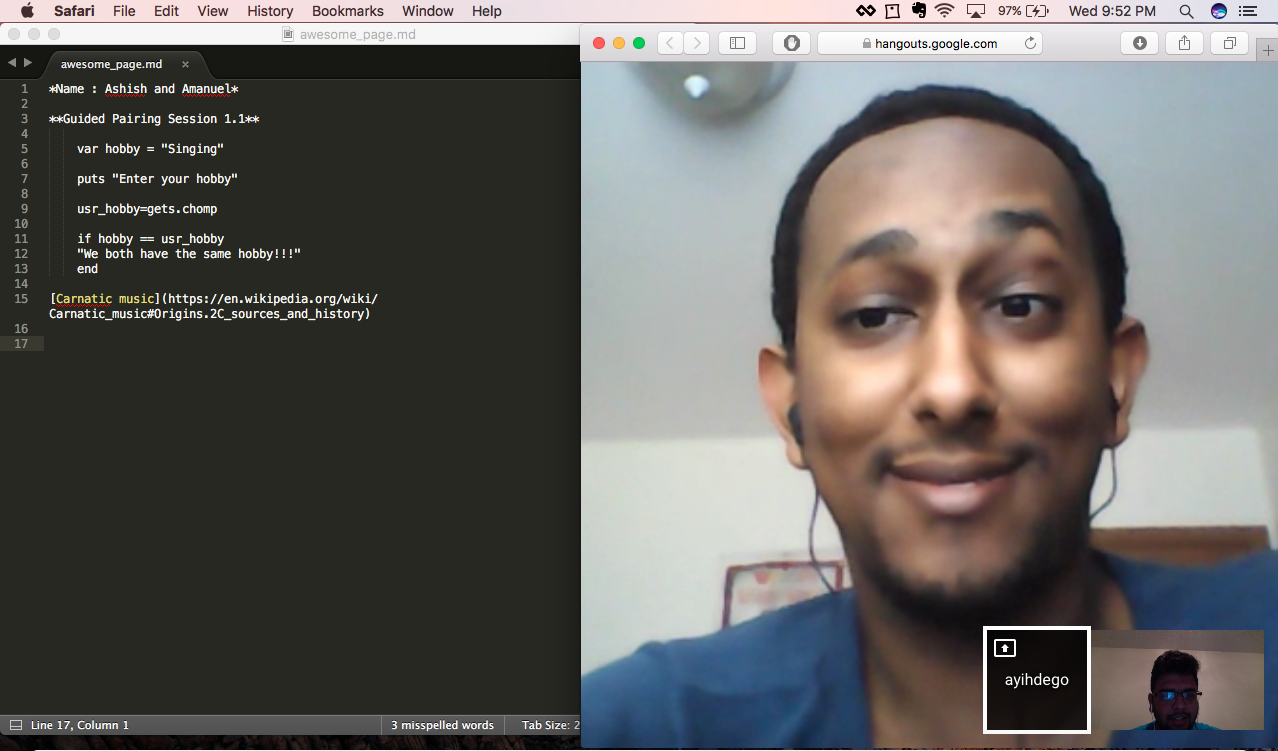 Safari File Edit View History Bookmarks Window Help 97% Wed 9:52 PM
awesome_page.md
hangouts.google.com
awesome_page.md ×
1 *Name : Ashish and Amanuel*
2
3 **Guided Pairing Session 1.1**
4
5 var hobby = "Singing"
6
7 puts "Enter your hobby"
8
9 usr_hobby=gets.chomp
10
11 if hobby == usr_hobby
12 "We both have the same hobby!!!"
13 end
14
15 [Carnatic music](https://en.wikipedia.org/wiki/
Carnatic_music#Origins.2C_sources_and_history)
16
17
ayihdego
Line 17, Column 1 3 misspelled words Tab Size: 2